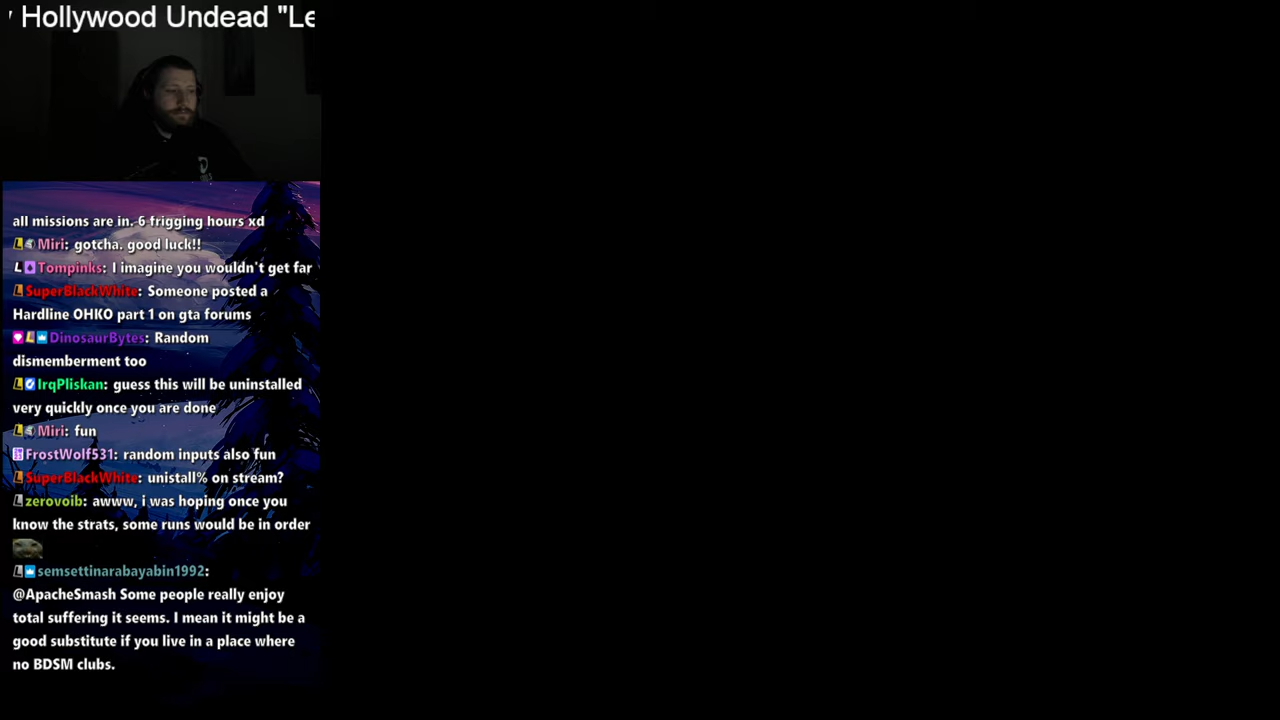 Hollywood Undead "Le
all missions are in. 6 frigging hours xd
Miri: gotcha. good luck!!
Tompinks: I imagine you wouldn't get far
SuperBlackWhite: Someone posted a
Hardline OHKO part 1 on gta forums
DinosaurBytes: Random
dismemberment too
IrqPliskan: guess this will be uninstalled
very quickly once you are done
Miri: fun
FrostWolf531: random inputs also fun
SuperBlackWhite: unistall% on stream?
zerovoib: awww, i was hoping once you
know the strats, some runs would be in order
semsettinarabayabin1992:
@ApacheSmash Some people really enjoy
total suffering it seems. I mean it might be a
good substitute if you live in a place where
no BDSM clubs.